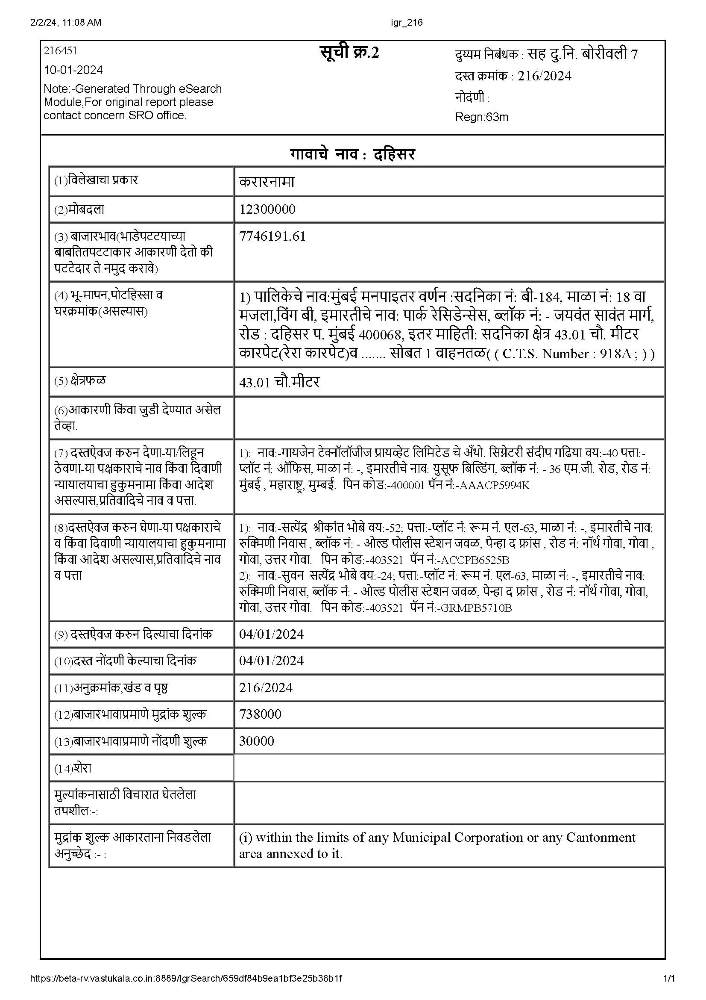 2/2/24, 11:08 AM
igr_216
216451
सूची क्र.2
दुय्यम निबंधक : सह दु.नि. बोरीवली 7
10-01-2024
दस्त क्रमांक : 216/2024
Note:-Generated Through eSearch
Module,For original report please
contact concern SRO office.
नोदंणी :
Regn:63m
गावाचे नाव : दहिसर
(1)विलेखाचा प्रकार
करारनामा
(2)मोबदला
12300000
(3) बाजारभाव(भाडेपटटयाच्या
बाबतितपटटाकार आकारणी देतो की
पटटेदार ते नमुद करावे)
7746191.61
(4) भू-मापन,पोटहिस्सा व
घरक्रमांक(असल्यास)
1) पालिकेचे नाव:मुंबई मनपाइतर वर्णन :सदनिका नं: बी-184, माळा नं: 18 वा
मजला,विंग बी, इमारतीचे नाव: पार्क रेसिडेन्सेस, ब्लॉक नं: - जयवंत सावंत मार्ग,
रोड : दहिसर प. मुंबई 400068, इतर माहिती: सदनिका क्षेत्र 43.01 चौ. मीटर
कारपेट(रेरा कारपेट)व ....... सोबत 1 वाहनतळ( ( C.T.S. Number : 918A ; ) )
(5) क्षेत्रफळ
43.01 चौ.मीटर
(6)आकारणी किंवा जुडी देण्यात असेल
तेव्हा.
(7) दस्तऐवज करुन देणा-या/लिहून
ठेवणा-या पक्षकाराचे नाव किंवा दिवाणी
न्यायालयाचा हुकुमनामा किंवा आदेश
असल्यास,प्रतिवादिचे नाव व पत्ता.
1): नाव:-गायजेन टेक्नॉलॉजीज प्रायव्हेट लिमिटेड चे अँथो. सिग्नेटरी संदीप गढिया वय:-40 पत्ता:-
प्लॉट नं: ऑफिस, माळा नं: -, इमारतीचे नाव: युसूफ बिल्डिंग, ब्लॉक नं: - 36 एम.जी. रोड, रोड नं:
मुंबई , महाराष्ट्र, मुम्बई. पिन कोड:-400001 पॅन नं:-AAACP5994K
(8)दस्तऐवज करुन घेणा-या पक्षकाराचे
व किंवा दिवाणी न्यायालयाचा हुकुमनामा
किंवा आदेश असल्यास,प्रतिवादिचे नाव
व पत्ता
1): नाव:-सत्येंद्र श्रीकांत भोबे वय:-52; पत्ता:-प्लॉट नं: रूम नं. एल-63, माळा नं: -, इमारतीचे नाव:
रुक्मिणी निवास , ब्लॉक नं: - ओल्ड पोलीस स्टेशन जवळ, पेन्हा द फ्रांस , रोड नं: नॉर्थ गोवा, गोवा ,
गोवा, उत्तर गोवा. पिन कोड:-403521 पॅन नं:-ACCPB6525B
2): नाव:-सुवन सत्येंद्र भोबे वय:-24; पत्ता:-प्लॉट नं: रूम नं. एल-63, माळा नं: -, इमारतीचे नाव:
रुक्मिणी निवास, ब्लॉक नं: - ओल्ड पोलीस स्टेशन जवळ, पेन्हा द फ्रांस , रोड नं: नॉर्थ गोवा, गोवा,
गोवा, उत्तर गोवा. पिन कोड:-403521 पॅन नं:-GRMPB5710B
(9) दस्तऐवज करुन दिल्याचा दिनांक
04/01/2024
(10)दस्त नोंदणी केल्याचा दिनांक
04/01/2024
(11)अनुक्रमांक,खंड व पृष्ठ
216/2024
(12)बाजारभावाप्रमाणे मुद्रांक शुल्क
738000
(13)बाजारभावाप्रमाणे नोंदणी शुल्क
30000
(14)शेरा
मुल्यांकनासाठी विचारात घेतलेला
तपशील:-:
मुद्रांक शुल्क आकारताना निवडलेला
अनुच्छेद :- :
(i) within the limits of any Municipal Corporation or any Cantonment
area annexed to it.
https://beta-rv.vastukala.co.in:8889/IgrSearch/659df84b9ea1bf3e25b38b1f
1/1